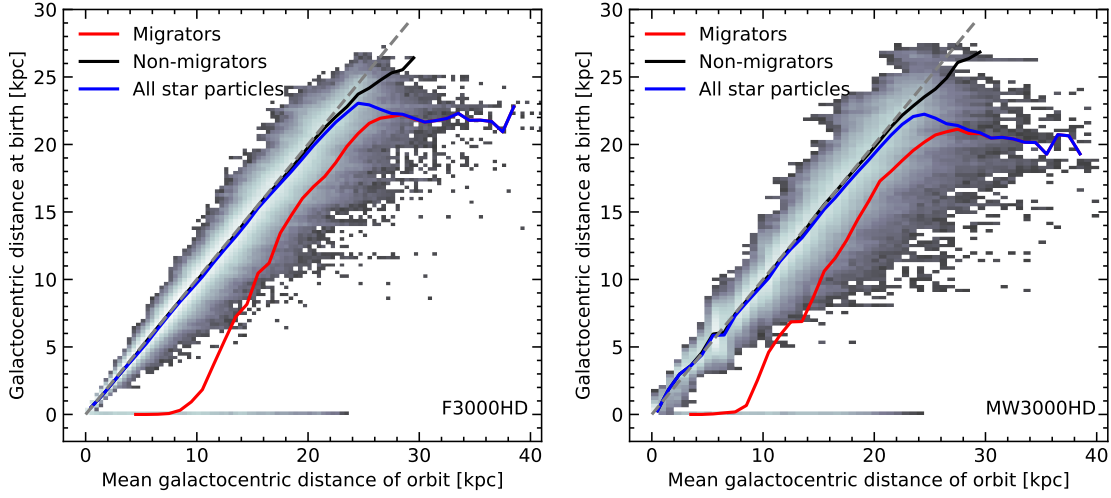 30
25
20
15
10
5
0
Galactocentric distance at birth [kpc]
Migrators
Non-migrators
All star particles
F3000HD
0
10
20
30
40
Mean galactocentric distance of orbit [kpc]
30
25
20
15
10
5
0
Galactocentric distance at birth [kpc]
Migrators
Non-migrators
All star particles
MW3000HD
0
10
20
30
40
Mean galactocentric distance of orbit [kpc]